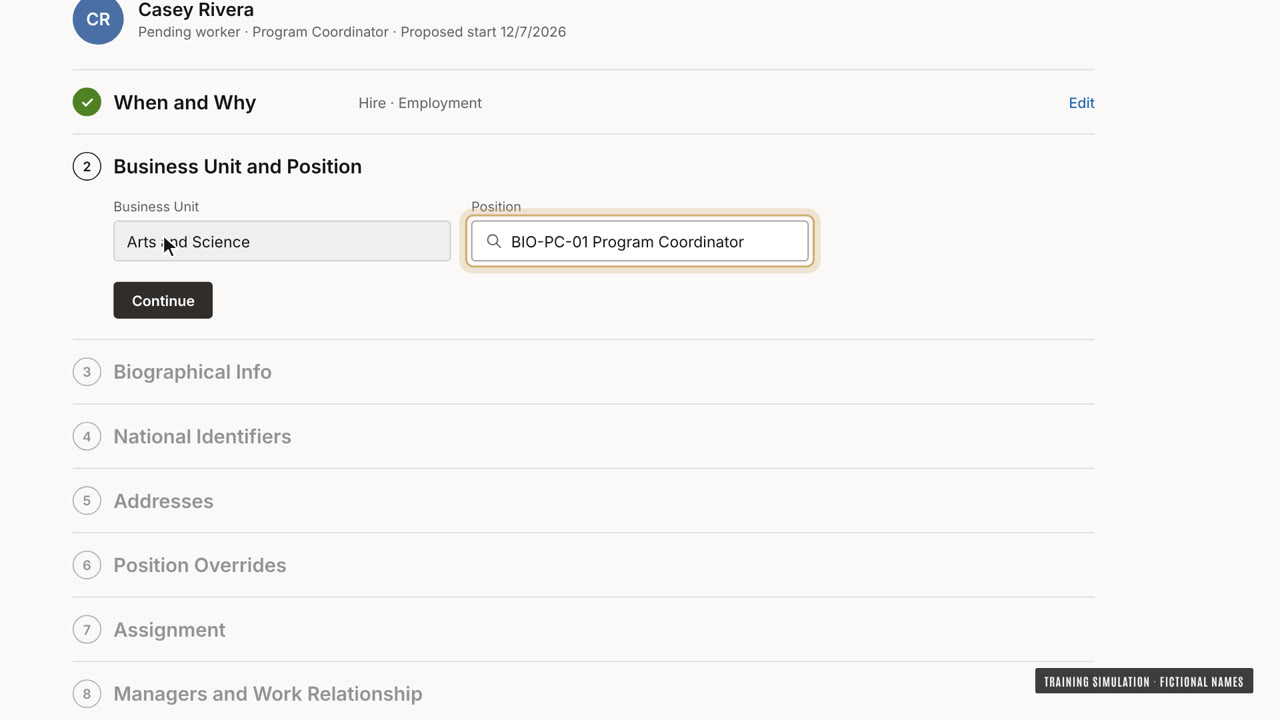 CR
Casey Rivera
Pending worker · Program Coordinator · Proposed start 12/7/2026
When and Why
Hire · Employment
Edit
2
Business Unit and Position
Business Unit
Position
Arts and Science
BIO-PC-01 Program Coordinator
Continue
3 Biographical Info
4 National Identifiers
5 Addresses
6 Position Overrides
7 Assignment
8 Managers and Work Relationship
TRAINING SIMULATION · FICTIONAL NAMES